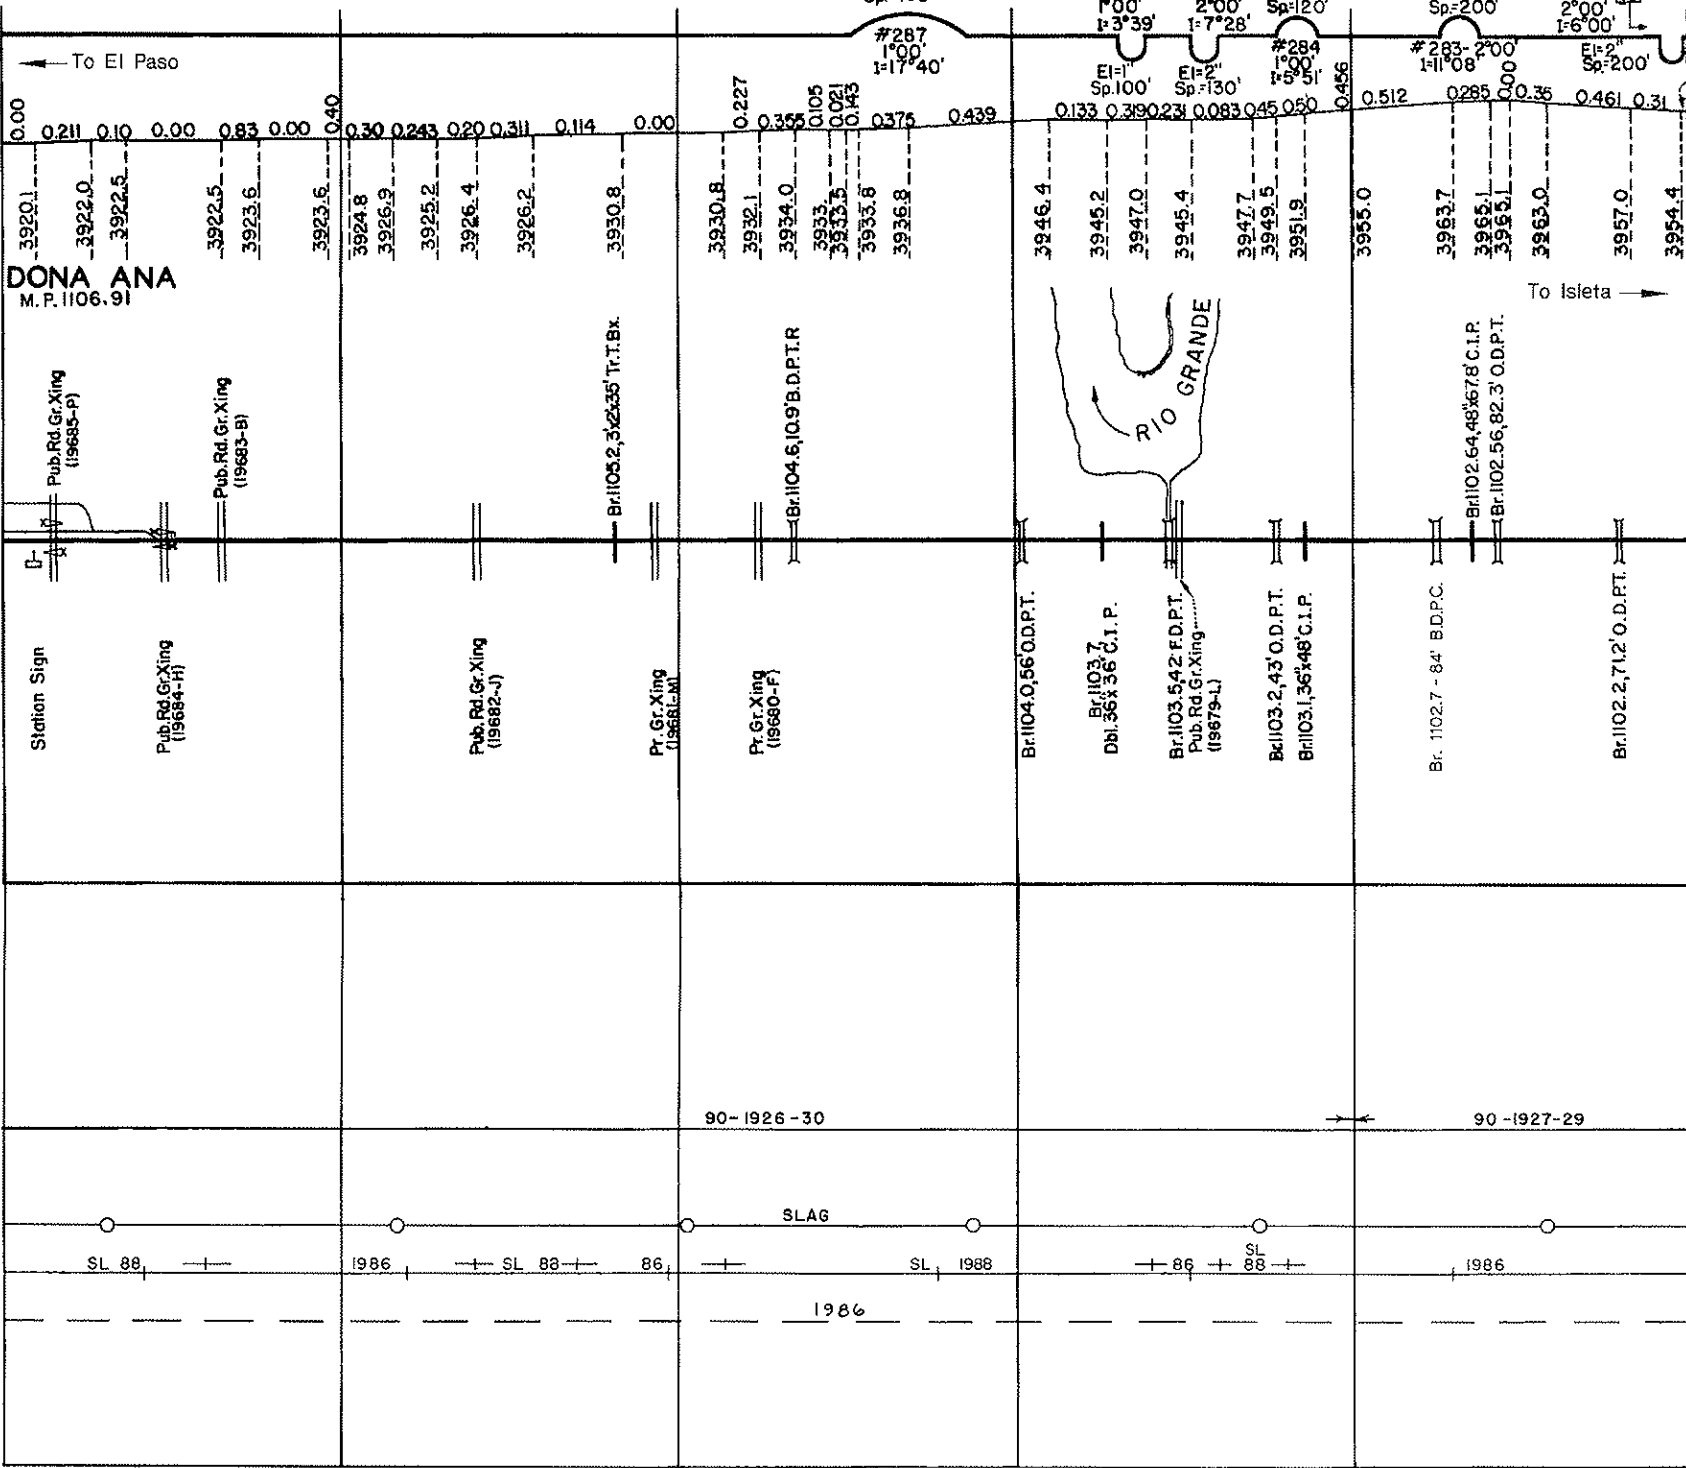 1°00' 2°00' Sp=120' Sp.=200' 2°00'
I=3°39' I=7°28' I=6°00'
#287
1°00'
I=17°40'
#284
1°00'
I=5°51'
#283-2°00'
I=11°08'
El=2"
Sp.=200'
El=1"
Sp.100'
El=2"
Sp.=130'
← To El Paso
0.00 0.211 0.10 0.00 0.83 0.00 0.40 0.30 0.243 0.20 0.311 0.114 0.00 0.227 0.355 0.105 0.021 0.143 0.375 0.439 0.133 0.319 0.231 0.083 0.45 0.50 0.456 0.512 0.285 0.00 0.35 0.461 0.31
3920.1 3922.0 3922.5 3922.5 3923.6 3923.6 3924.8 3926.9 3925.2 3926.4 3926.2 3930.8 3930.8 3932.1 3934.0 3933. 3933.5 3933.8 3936.8 3946.4 3945.2 3947.0 3945.4 3947.7 3949.5 3951.9 3955.0 3963.7 3965.1 3965.1 3963.0 3957.0 3954.4
DONA ANA
M.P. 1106.91
To Isleta →
RIO GRANDE
Pub.Rd.Gr.Xing
(19685-P)
Pub.Rd.Gr.Xing
(19683-B)
Br.1105.2,3'x2'x35' Tr.T.Bx.
Br.1104.6,10.9' B.D.P.T.R
Br.1102.64,48"x67.8' C.I.P.
Br.1102.56,82.3' O.D.P.T.
Station Sign
Pub.Rd.Gr.Xing
(19684-H)
Pub.Rd.Gr.Xing
(19682-J)
Pr.Gr.Xing
(19681-M)
Pr.Gr.Xing
(19680-F)
Br.1104.0,56' O.D.P.T.
Br.1103.7
Dbl.36"x36' C.I.P.
Br.1103.5,42' F.D.P.T.
Pub.Rd.Gr.Xing
(19679-L)
Br.1103.2,43' O.D.P.T.
Br.1103.1,36"x48' C.I.P.
Br. 1102.7 - 84' B.D.P.C.
Br.1102.2,71.2' O.D.P.T.
90-1926-30
90-1927-29
SLAG
SL 88 1986 SL 88 86 SL 1988 86 SL 88 1986
1986